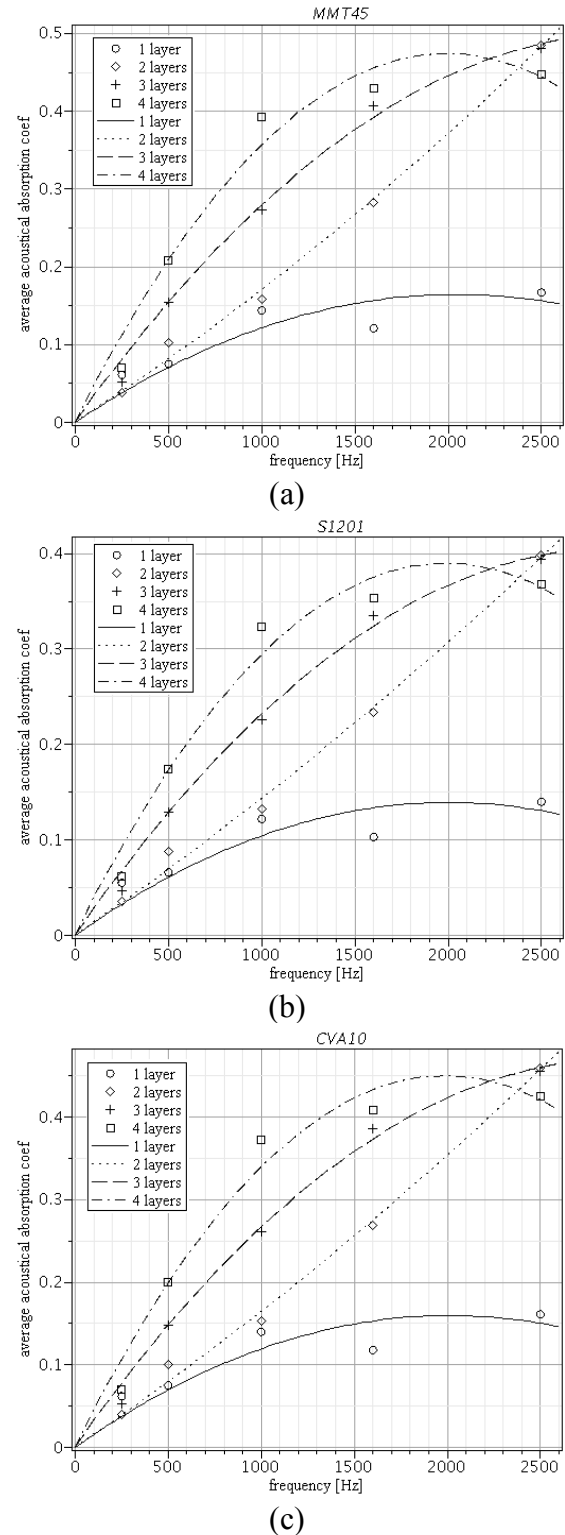 MMT45
0.5
0.4
0.3
0.2
0.1
0
average acoustical absorption coef
1 layer
2 layers
3 layers
4 layers
1 layer
2 layers
3 layers
4 layers
0 500 1000 1500 2000 2500
frequency [Hz]
(a)
S1201
0.4
0.3
0.2
0.1
0
average acoustical absorption coef
1 layer
2 layers
3 layers
4 layers
1 layer
2 layers
3 layers
4 layers
0 500 1000 1500 2000 2500
frequency [Hz]
(b)
CVA10
0.4
0.3
0.2
0.1
0
average acoustical absorption coef
1 layer
2 layers
3 layers
4 layers
1 layer
2 layers
3 layers
4 layers
0 500 1000 1500 2000 2500
frequency [Hz]
(c)